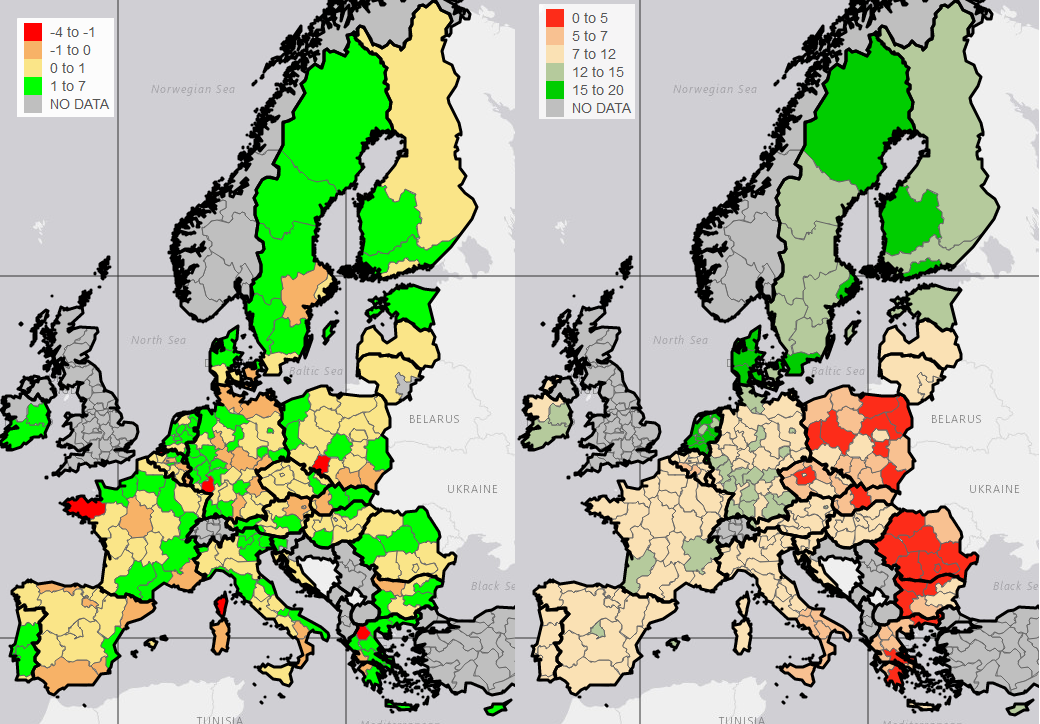 -4 to -1
-1 to 0
0 to 1
1 to 7
NO DATA
Norwegian Sea
North Sea
Baltic Sea
BELARUS
UKRAINE
Black Se
TUNISIA
Mediterranean
0 to 5
5 to 7
7 to 12
12 to 15
15 to 20
NO DATA
Norwegian Sea
North Sea
Baltic Sea
BELARUS
UKRAINE
Black Se
TUNISIA